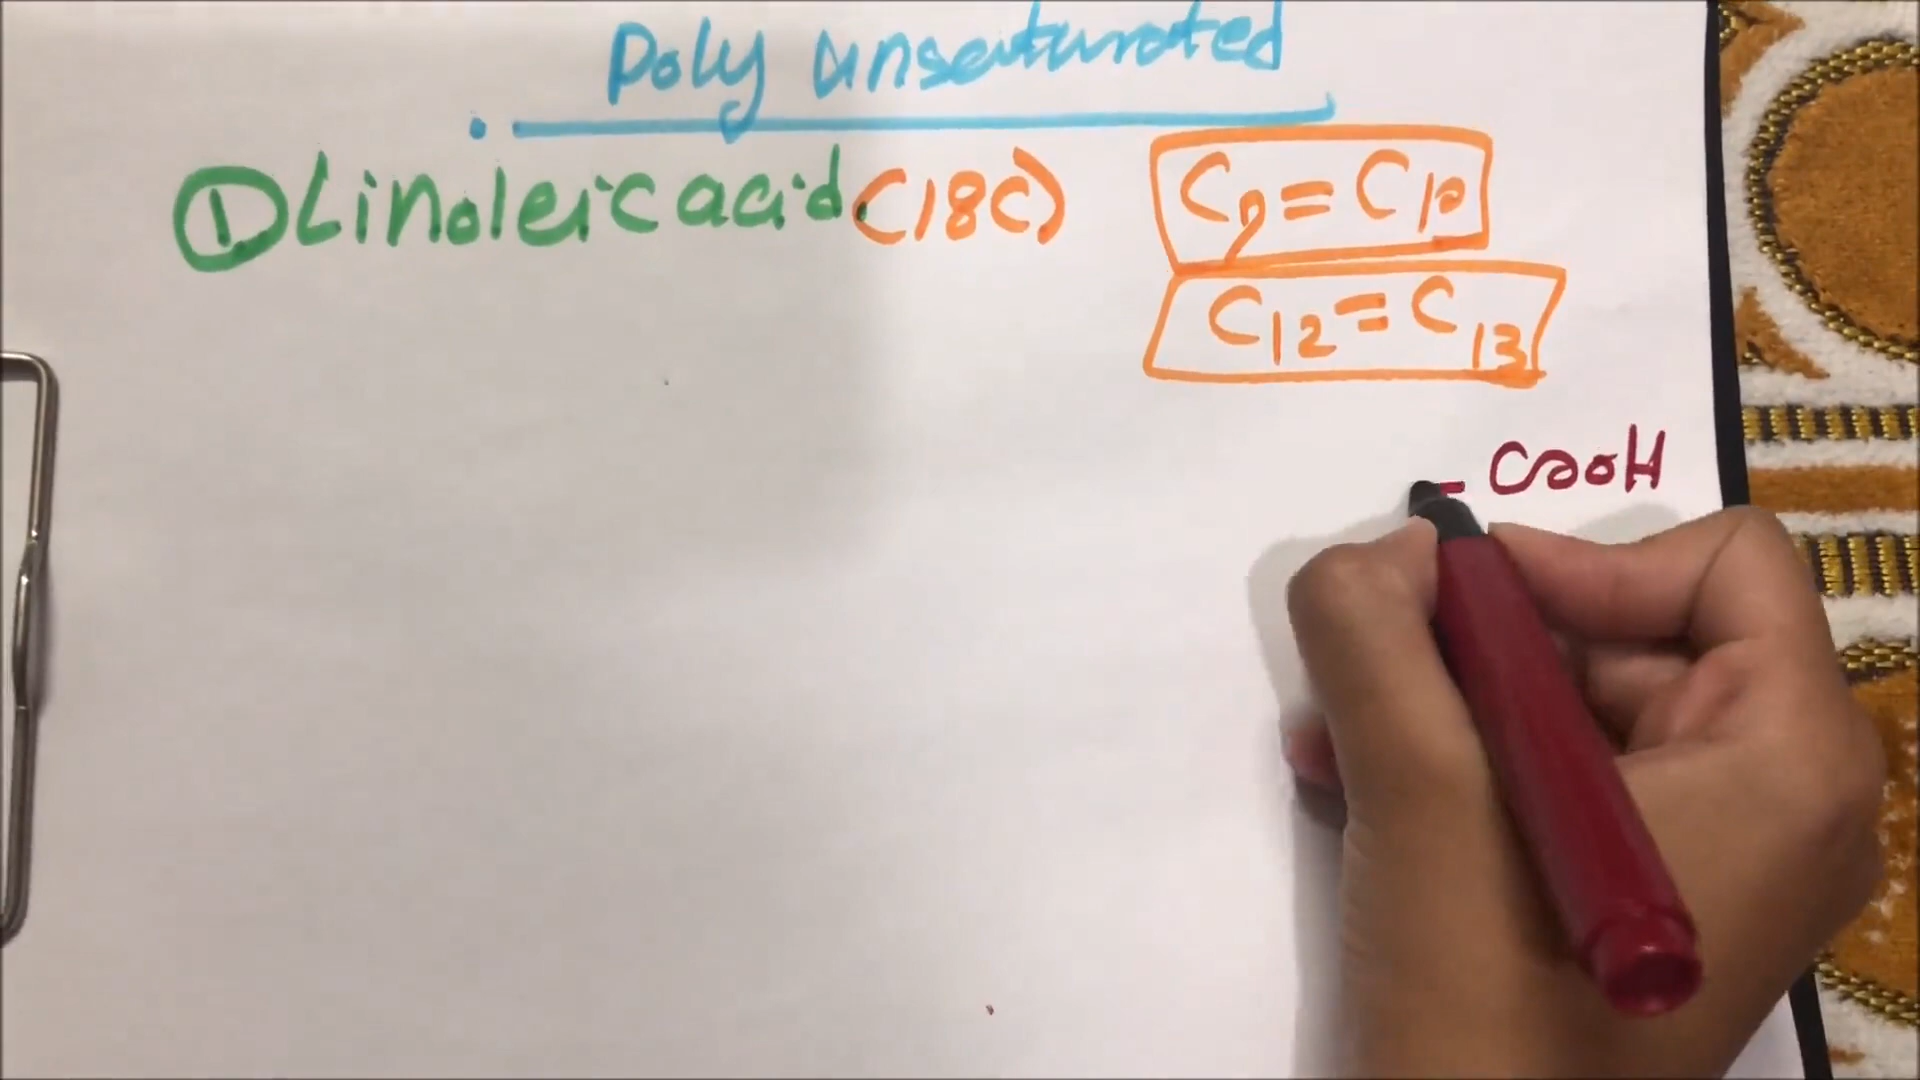 Poly unsaturated
① Linoleic acid (18C) C9 = C10
C12 = C13
- COOH